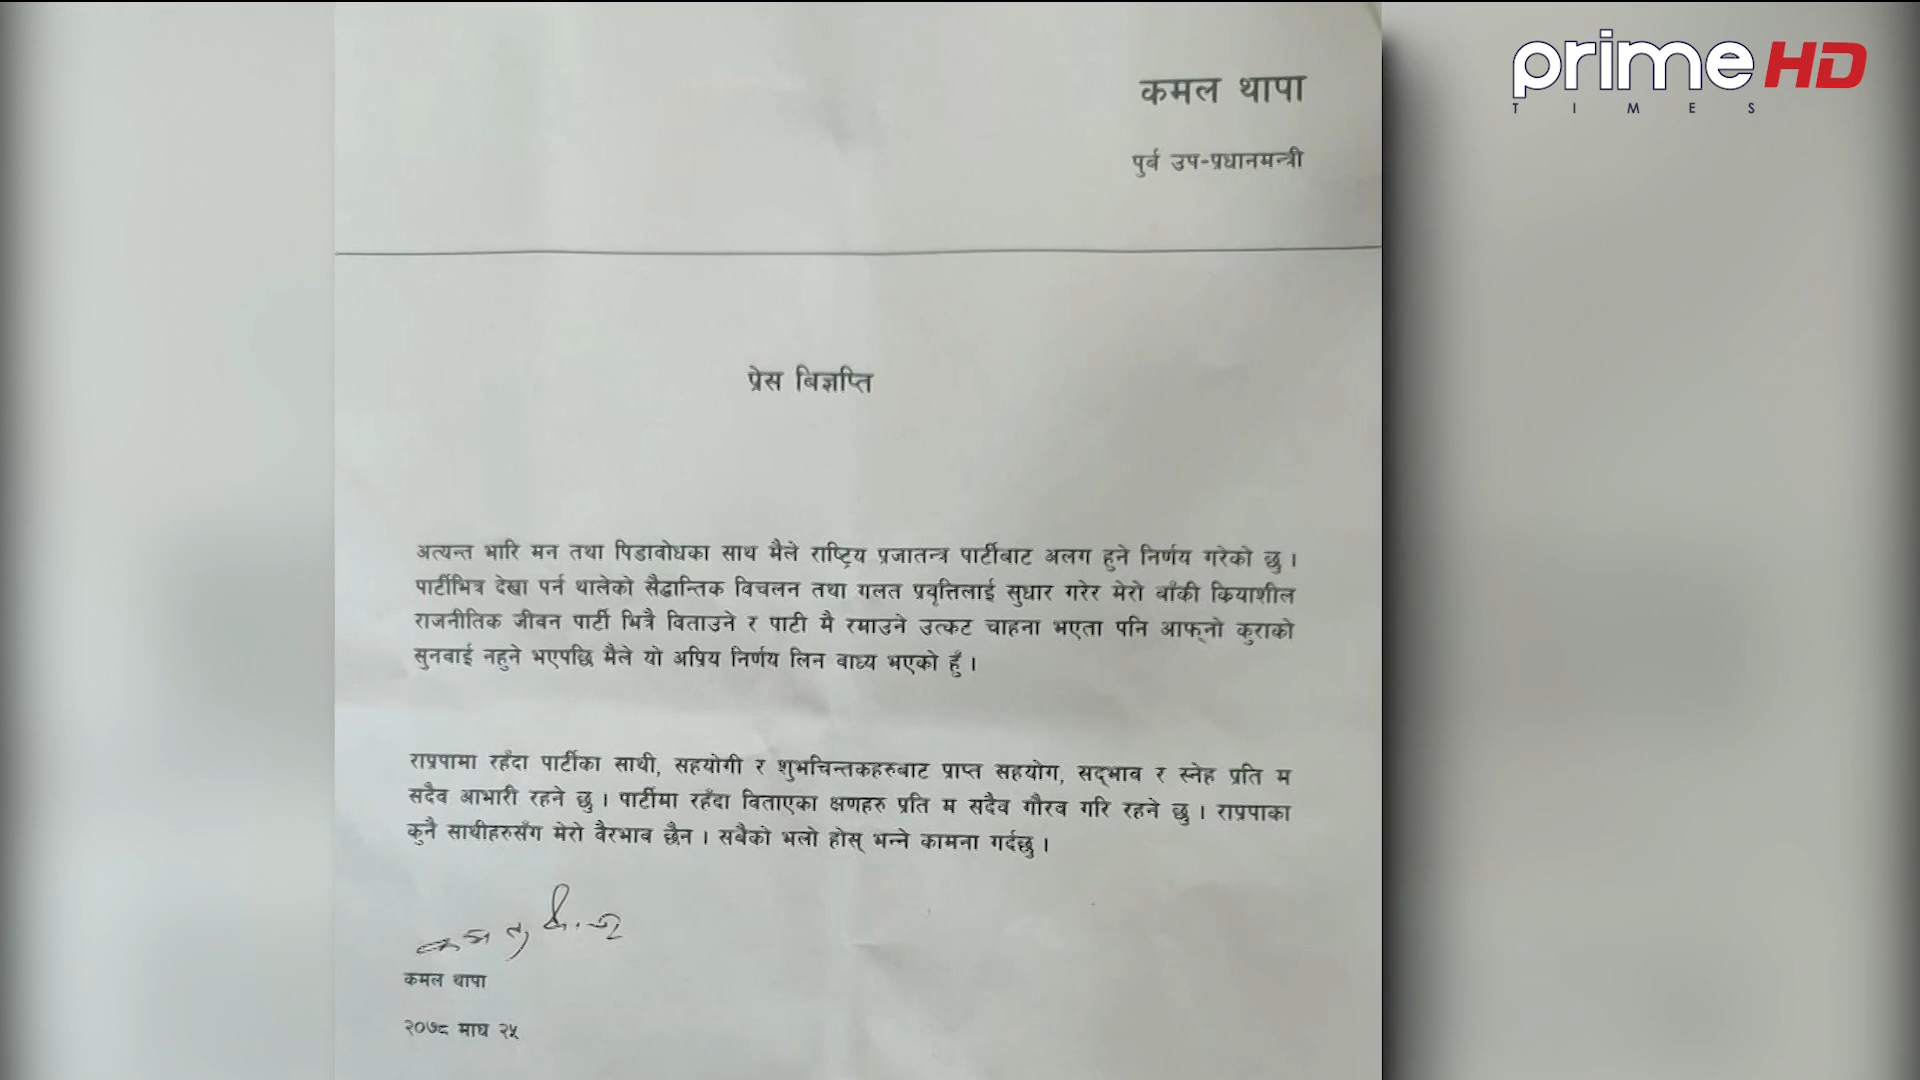 prime HD
TIMES
कमल थापा
पुर्व उप-प्रधानमन्त्री
प्रेस बिज्ञप्ति
अत्यन्त भारि मन तथा पिडावोधका साथ मैले राष्ट्रिय प्रजातन्त्र पार्टीबाट अलग हुने निर्णय गरेको छु ।
पार्टीभित्र देखा पर्न थालेको सैद्धान्तिक विचलन तथा गलत प्रवृत्तिलाई सुधार गरेर मेरो बाँकी क्रियाशील
राजनीतिक जीवन पार्टी भित्रै विताउने र पार्टी मै रमाउने उत्कट चाहना भएता पनि आफ्नो कुराको
सुनवाई नहुने भएपछि मैले यो अप्रिय निर्णय लिन वाध्य भएको हुँ ।
राप्रपामा रहँदा पार्टीका साथी, सहयोगी र शुभचिन्तकहरुबाट प्राप्त सहयोग, सद्भाव र स्नेह प्रति म
सदैव आभारी रहने छु । पार्टीमा रहँदा विताएका क्षणहरु प्रति म सदैव गौरव गरि रहने छु । राप्रपाका
कुनै साथीहरुसँग मेरो वैरभाव छैन । सबैको भलो होस् भन्ने कामना गर्दछु ।
कमल थापा
२०७८ माघ २५